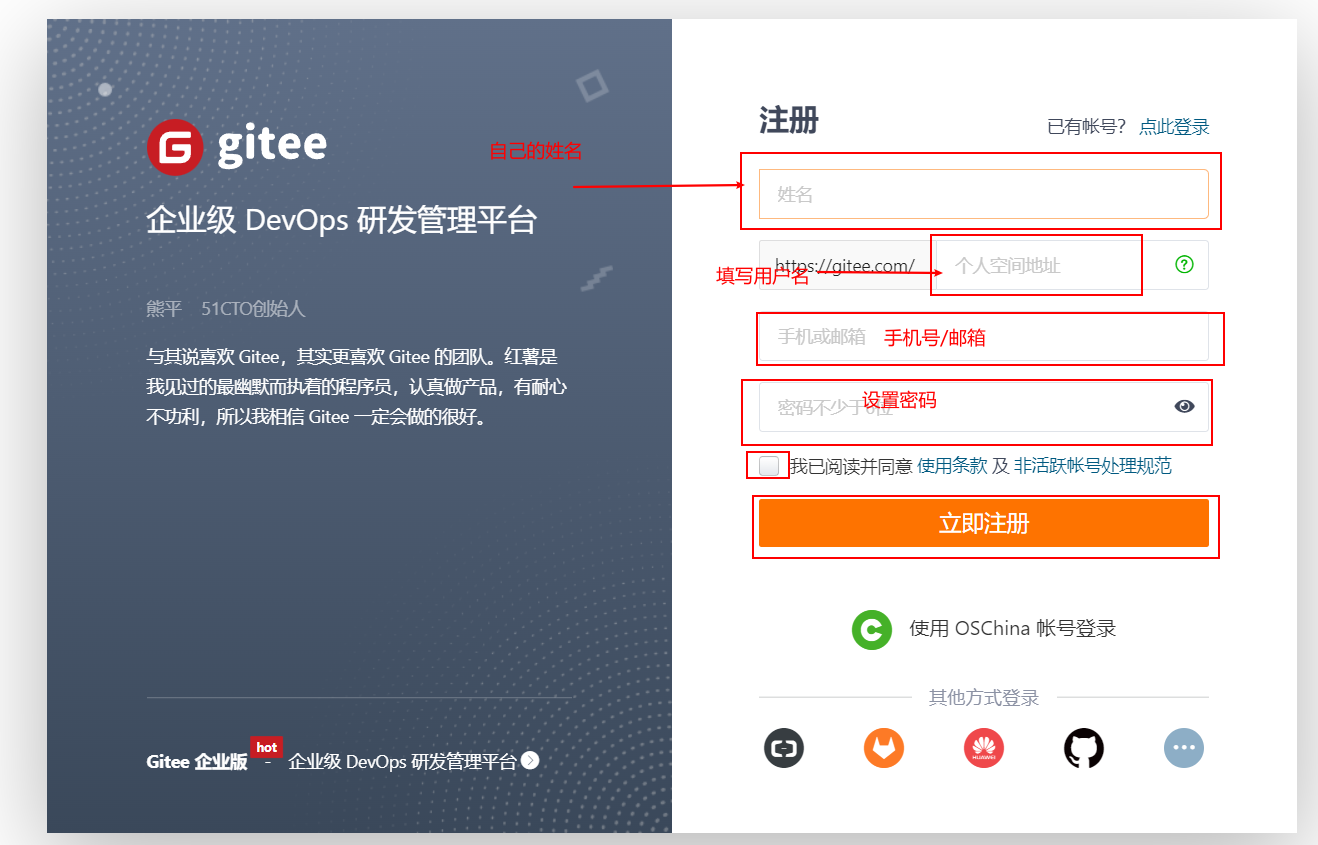 gitee
企业级 DevOps 研发管理平台
熊平 51CTO创始人
与其说喜欢 Gitee，其实更喜欢 Gitee 的团队。红薯是
我见过的最幽默而执着的程序员，认真做产品，有耐心
不功利，所以我相信 Gitee 一定会做的很好。
Gitee 企业版 hot - 企业级 DevOps 研发管理平台
注册
已有帐号？ 点此登录
自己的姓名
姓名
https://gitee.com/ 个人空间地址
填写用户名
手机或邮箱 手机号/邮箱
设置密码
密码不少于6位
我已阅读并同意 使用条款 及 非活跃帐号处理规范
立即注册
使用 OSChina 帐号登录
其他方式登录
HUAWEI